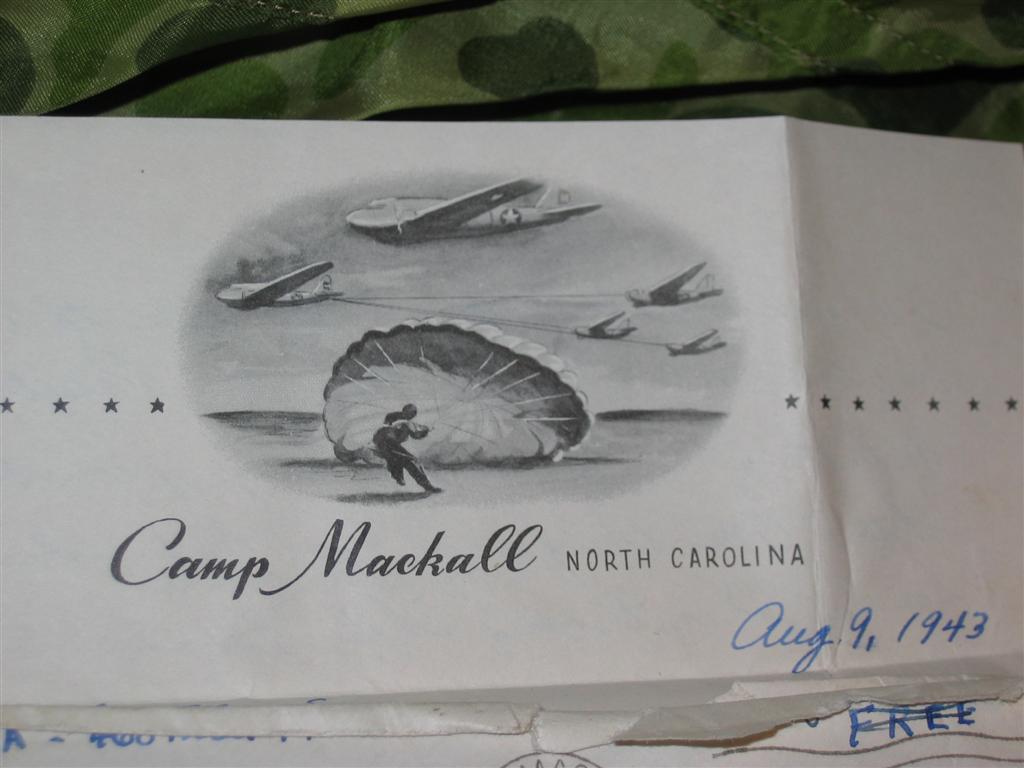 Camp Mackall NORTH CAROLINA
Aug. 9, 1943
FREE